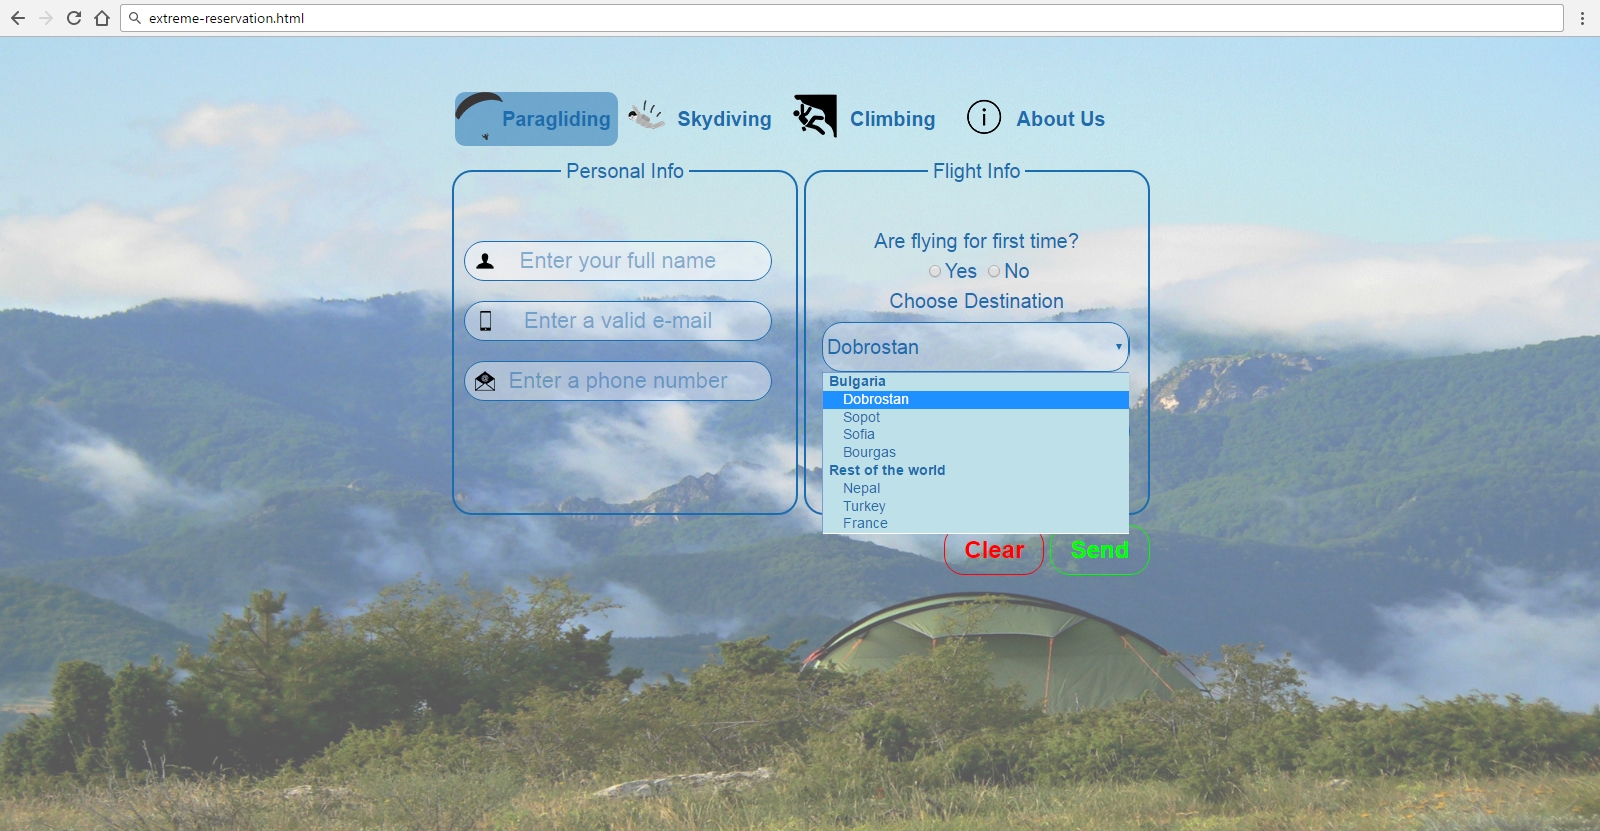 extreme-reservation.html
Paragliding Skydiving Climbing About Us
Personal Info
Enter your full name
Enter a valid e-mail
Enter a phone number
Flight Info
Are flying for first time?
Yes No
Choose Destination
Dobrostan
Bulgaria
Dobrostan
Sopot
Sofia
Bourgas
Rest of the world
Nepal
Turkey
France
Clear Send